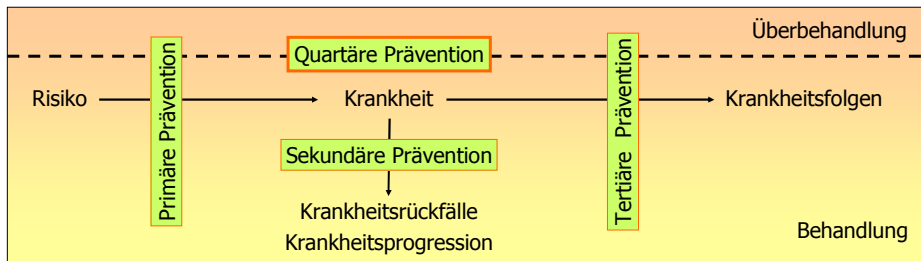 Überbehandlung
Quartäre Prävention
Risiko
Primäre Prävention
Krankheit
Tertiäre Prävention
Krankheitsfolgen
Sekundäre Prävention
Krankheitsrückfälle
Krankheitsprogression
Behandlung